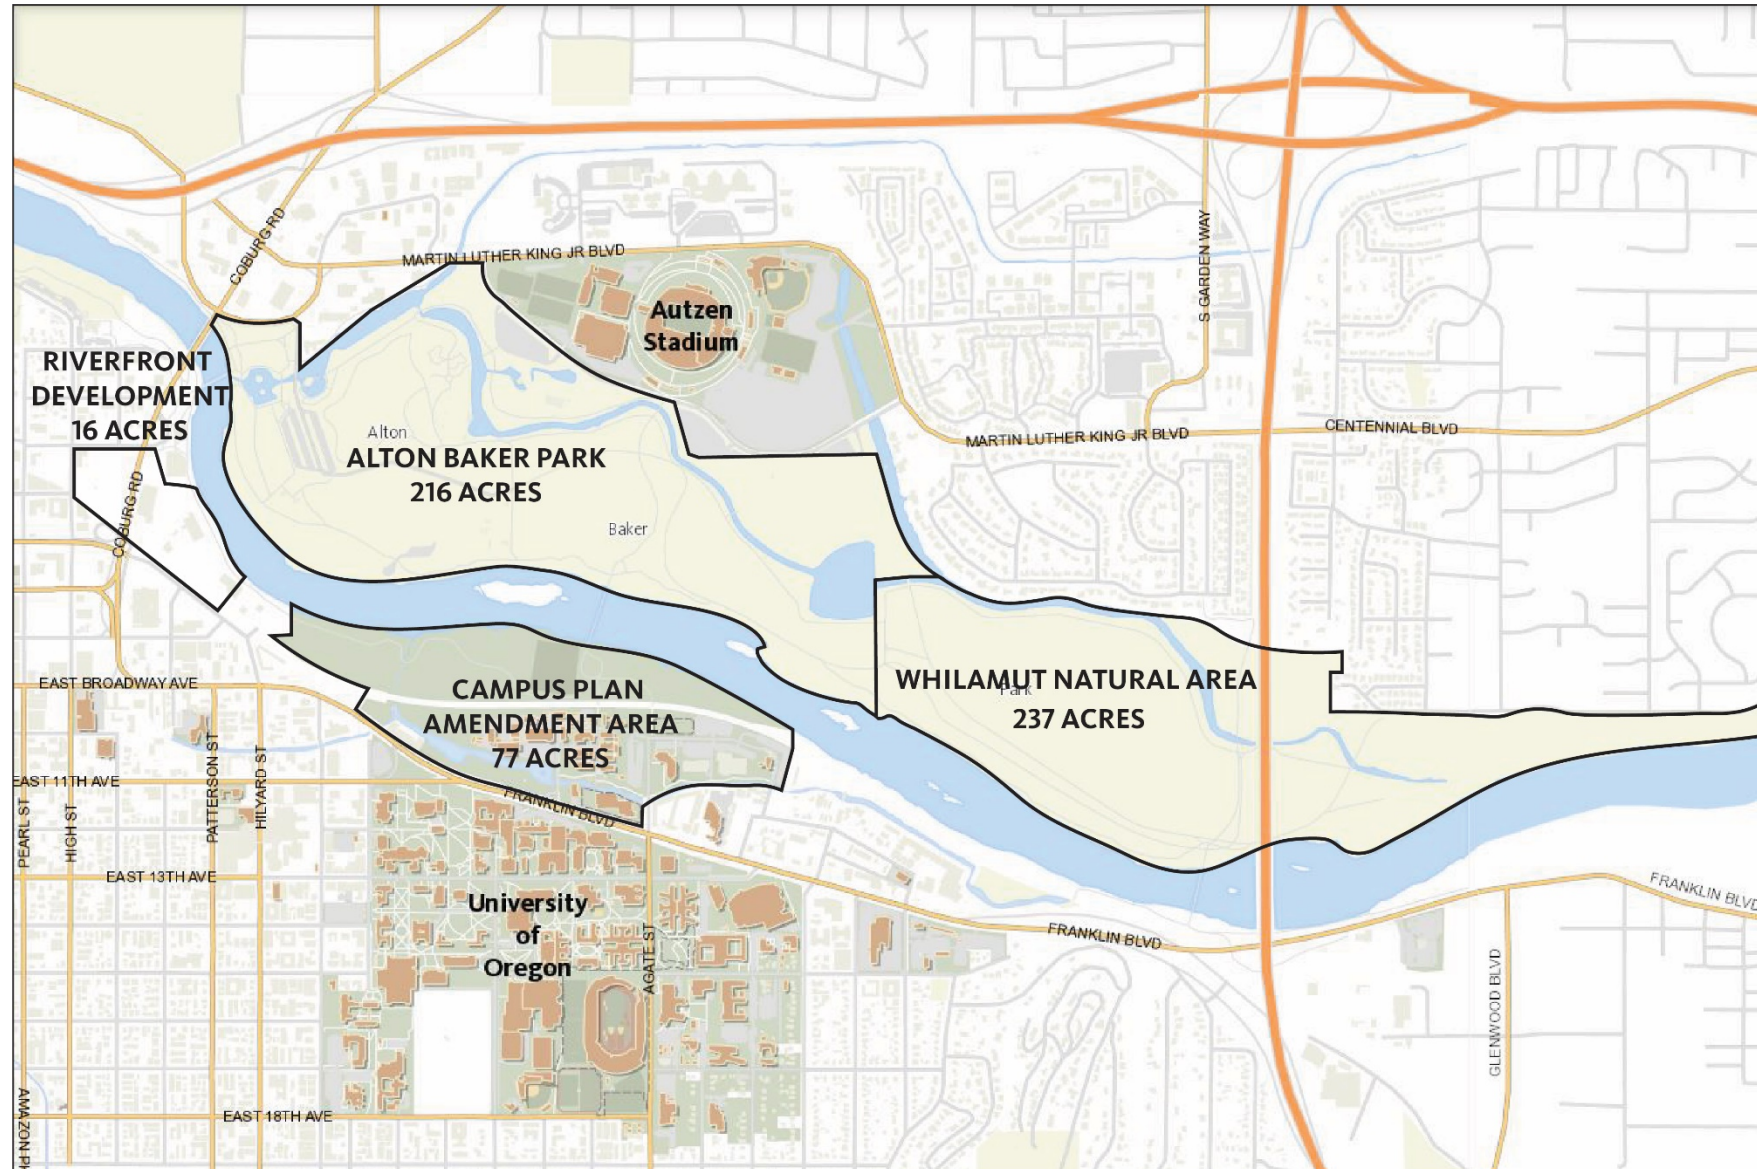 COBURG RD
MARTIN LUTHER KING JR BLVD
S GARDEN WAY
Autzen
Stadium
RIVERFRONT
DEVELOPMENT
16 ACRES
Alton
ALTON BAKER PARK
216 ACRES
MARTIN LUTHER KING JR BLVD
CENTENNIAL BLVD
COBURG RD
Baker
WHILAMUT NATURAL AREA
Park
237 ACRES
EAST BROADWAY AVE
CAMPUS PLAN
AMENDMENT AREA
77 ACRES
EAST 11TH AVE
PATTERSON ST
HILYARD ST
FRANKLIN BLVD
PEARL ST
HIGH ST
EAST 13TH AVE
University
of
Oregon
AGATE ST
FRANKLIN BLVD
FRANKLIN BLVD
GLENWOOD BLVD
EAST 18TH AVE
AMAZON